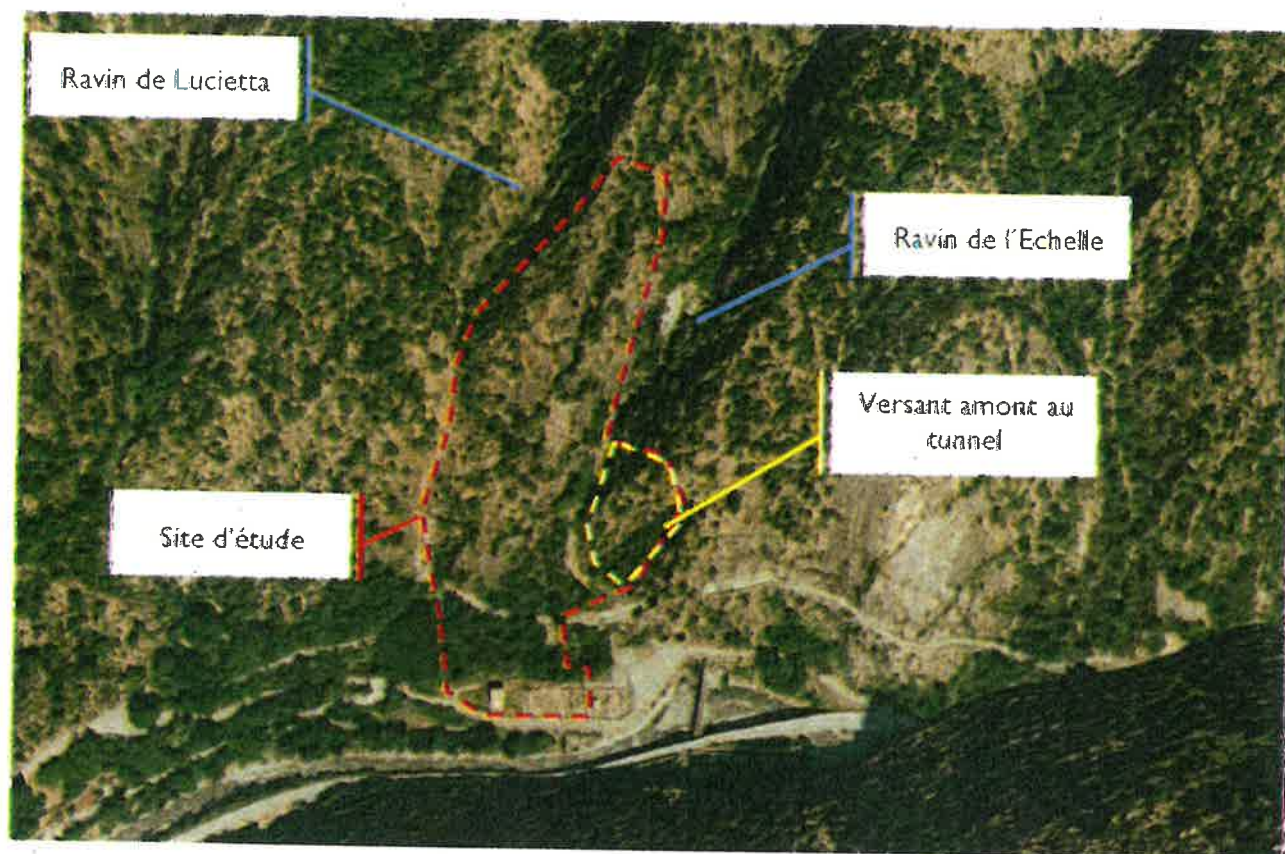 Ravin de Lucietta
Ravin de l'Echelle
Versant amont au
tunnel
Site d'étude